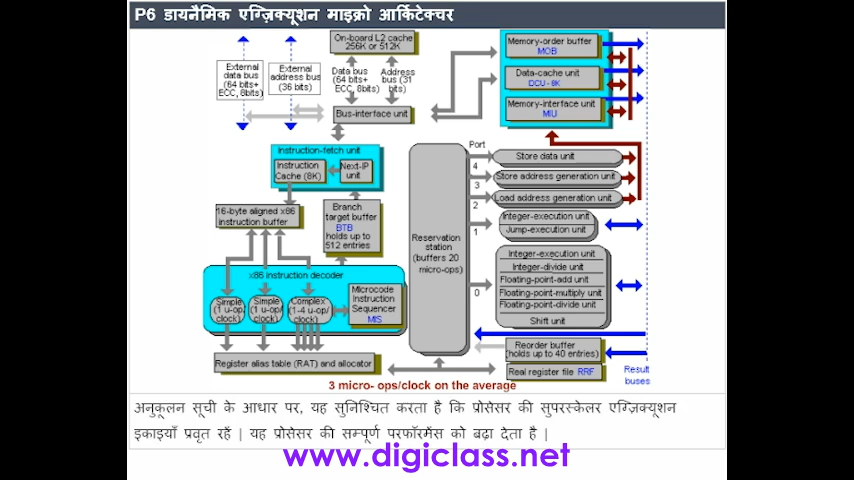 P6 डायनैमिक एग्ज़िक्यूशन माइक्रो आर्किटेक्चर
On-board L2 cache
256K or 512K
External
data bus
(64 bits+
ECC, 8bits)
External
address bus
(36 bits)
Data bus
(64 bits+
ECC, 8bits)
Address
bus (31
bits)
Bus-interface unit
Memory-order buffer
MOB
Data-cache unit
DCU - 8K
Memory-interface unit
MIU
Instruction-fetch unit
Instruction
Cache (8K)
Next-IP
unit
16-byte aligned x86
instruction buffer
Branch
target buffer
BTB
holds up to
512 entries
x86 instruction decoder
Simple
(1 u-op/
clock)
Simple
(1 u-op/
clock)
Complex
(1-4 u-op/
clock)
Microcode
Instruction
Sequencer
MIS
Register alias table (RAT) and allocator
Reservation
station
(buffers 20
micro-ops)
Port
4
3
2
1
0
Store data unit
Store address generation unit
Load address generation unit
Integer-execution unit
Jump-execution unit
Integer-execution unit
Integer-divide unit
Floating-point-add unit
Floating-point-multiply unit
Floating-point-divide unit
Shift unit
Reorder buffer
(holds up to 40 entries)
Real register file RRF
Result
buses
3 micro- ops/clock on the average
अनुकूलन सूची के आधार पर, यह सुनिश्चित करता है कि प्रोसेसर की सुपरस्केलर एग्ज़िक्यूशन
इकाइयाँ प्रवृत रहें | यह प्रोसेसर की सम्पूर्ण परफॉरमेंस को बढ़ा देता है |
www.digiclass.net